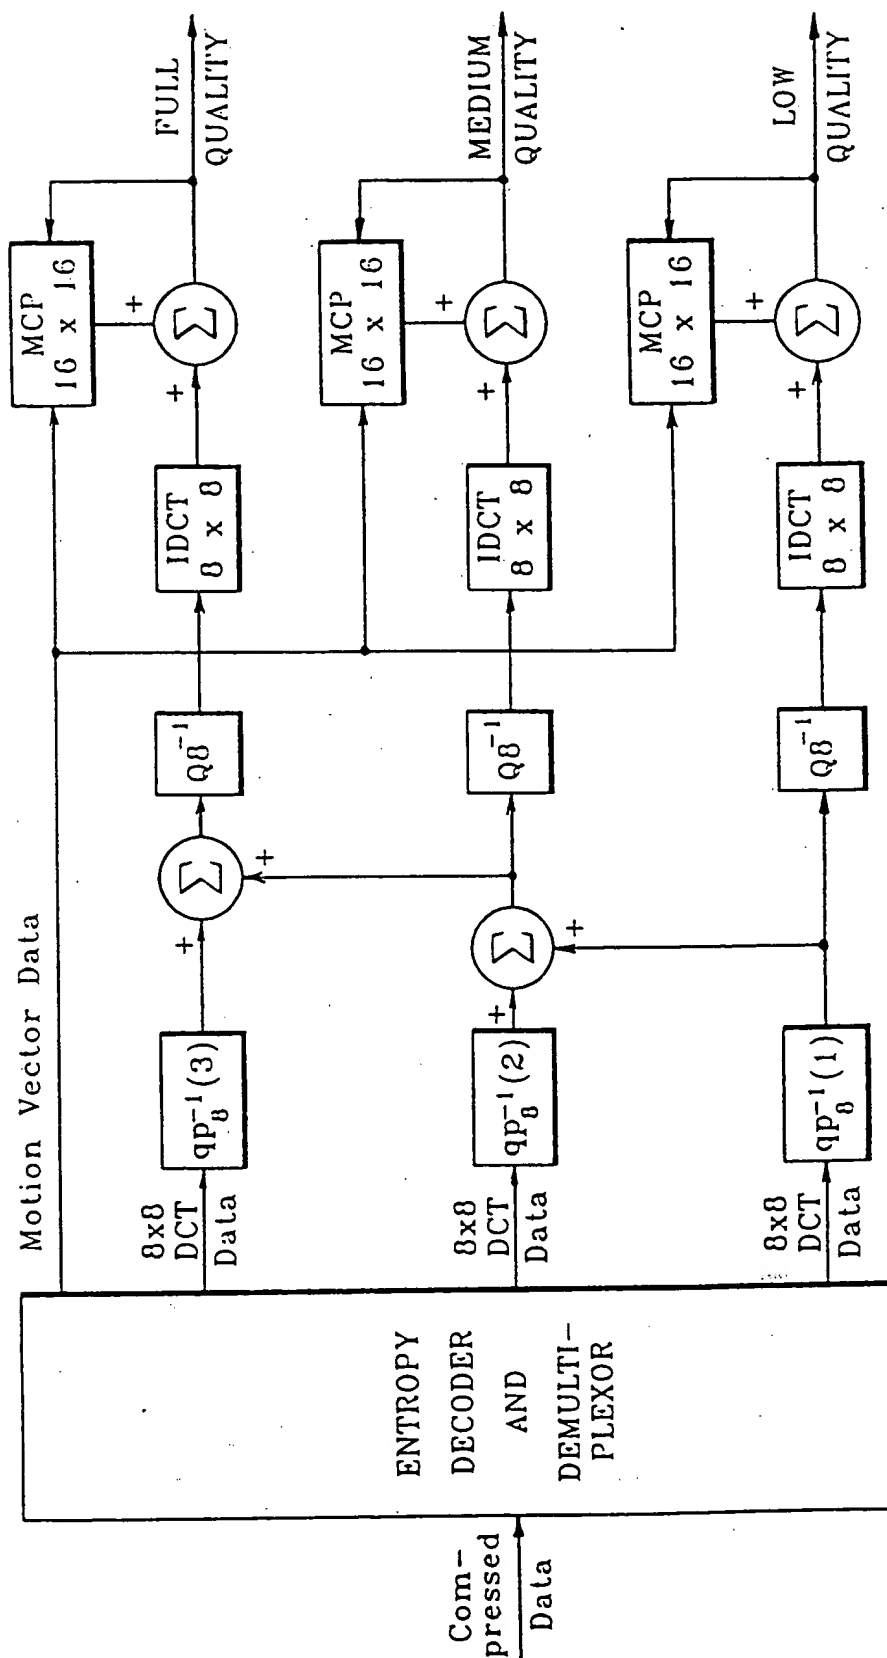 Com-
pressed
Data
ENTROPY
DECODER
AND
DEMULTI-
PLEXOR
Motion Vector Data
8x8
DCT
Data
qp₈⁻¹(3)
+
Σ
+
Q8⁻¹
IDCT
8 x 8
+
Σ
+
MCP
16 x 16
FULL
QUALITY
8x8
DCT
Data
qp₈⁻¹(2)
+
Σ
+
Q8⁻¹
IDCT
8 x 8
+
Σ
+
MCP
16 x 16
MEDIUM
QUALITY
8x8
DCT
Data
qp₈⁻¹(1)
Q8⁻¹
IDCT
8 x 8
+
Σ
+
MCP
16 x 16
LOW
QUALITY